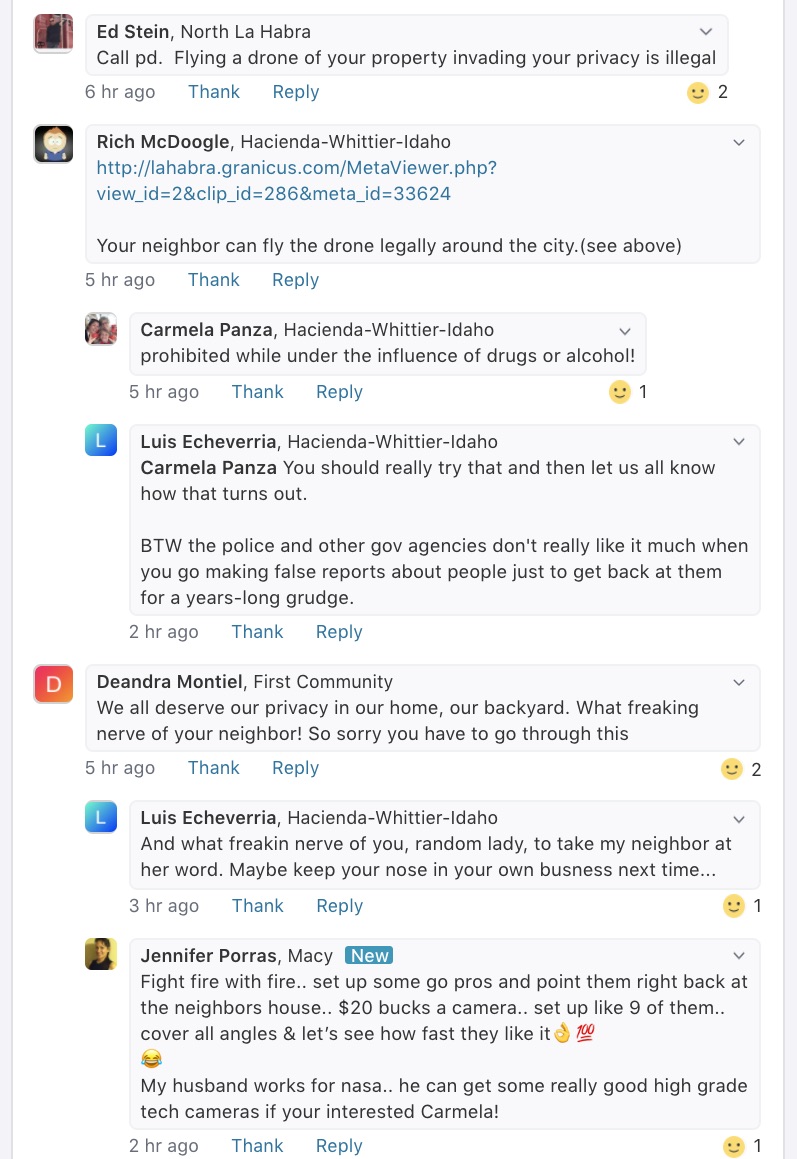 Ed Stein, North La Habra
Call pd.  Flying a drone of your property invading your privacy is illegal
6 hr ago Thank Reply 2
Rich McDoogle, Hacienda-Whittier-Idaho
http://lahabra.granicus.com/MetaViewer.php?
view_id=2&clip_id=286&meta_id=33624
Your neighbor can fly the drone legally around the city.(see above)
5 hr ago Thank Reply
Carmela Panza, Hacienda-Whittier-Idaho
prohibited while under the influence of drugs or alcohol!
5 hr ago Thank Reply 1
L
Luis Echeverria, Hacienda-Whittier-Idaho
Carmela Panza You should really try that and then let us all know
how that turns out.
BTW the police and other gov agencies don't really like it much when
you go making false reports about people just to get back at them
for a years-long grudge.
2 hr ago Thank Reply
D
Deandra Montiel, First Community
We all deserve our privacy in our home, our backyard. What freaking
nerve of your neighbor! So sorry you have to go through this
5 hr ago Thank Reply 2
L
Luis Echeverria, Hacienda-Whittier-Idaho
And what freakin nerve of you, random lady, to take my neighbor at
her word. Maybe keep your nose in your own busness next time...
3 hr ago Thank Reply 1
Jennifer Porras, Macy New
Fight fire with fire.. set up some go pros and point them right back at
the neighbors house.. $20 bucks a camera.. set up like 9 of them..
cover all angles & let’s see how fast they like it👌💯
😂
My husband works for nasa.. he can get some really good high grade
tech cameras if your interested Carmela!
2 hr ago Thank Reply 1